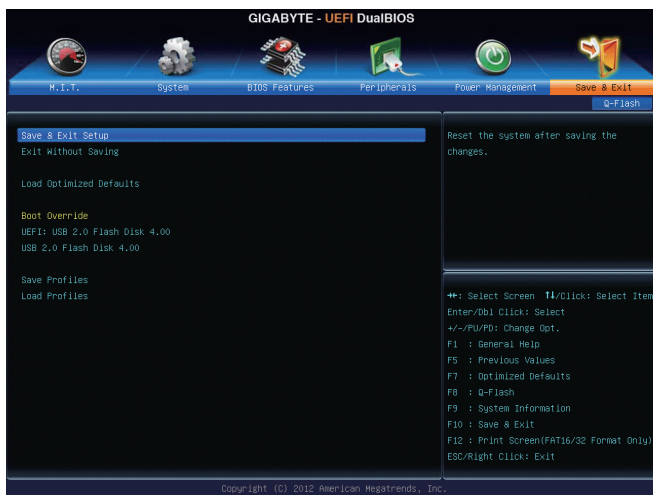 GIGABYTE - UEFI DualBIOS
M.I.T.
System
BIOS Features
Peripherals
Power Management
Save & Exit
Q-Flash
Save & Exit Setup
Exit Without Saving
Load Optimized Defaults
Boot Override
UEFI: USB 2.0 Flash Disk 4.00
USB 2.0 Flash Disk 4.00
Save Profiles
Load Profiles
Reset the system after saving the
changes.
→←: Select Screen ↑↓/Click: Select Item
Enter/Dbl Click: Select
+/-/PU/PD: Change Opt.
F1 : General Help
F5 : Previous Values
F7 : Optimized Defaults
F8 : Q-Flash
F9 : System Information
F10 : Save & Exit
F12 : Print Screen(FAT16/32 Format Only)
ESC/Right Click: Exit
Copyright (C) 2012 American Megatrends, Inc.